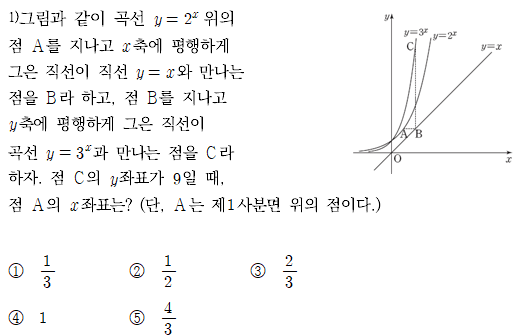 1)그림과 같이 곡선 y = 2^x 위의
점 A를 지나고 x축에 평행하게
그은 직선이 직선 y = x와 만나는
점을 B라 하고, 점 B를 지나고
y축에 평행하게 그은 직선이
곡선 y = 3^x과 만나는 점을 C라
하자. 점 C의 y좌표가 9일 때,
점 A의 x좌표는? (단, A는 제1사분면 위의 점이다.)
① 1/3 ② 1/2 ③ 2/3
④ 1 ⑤ 4/3
y
y=3^x
y=2^x
C
y=x
A B
O
x